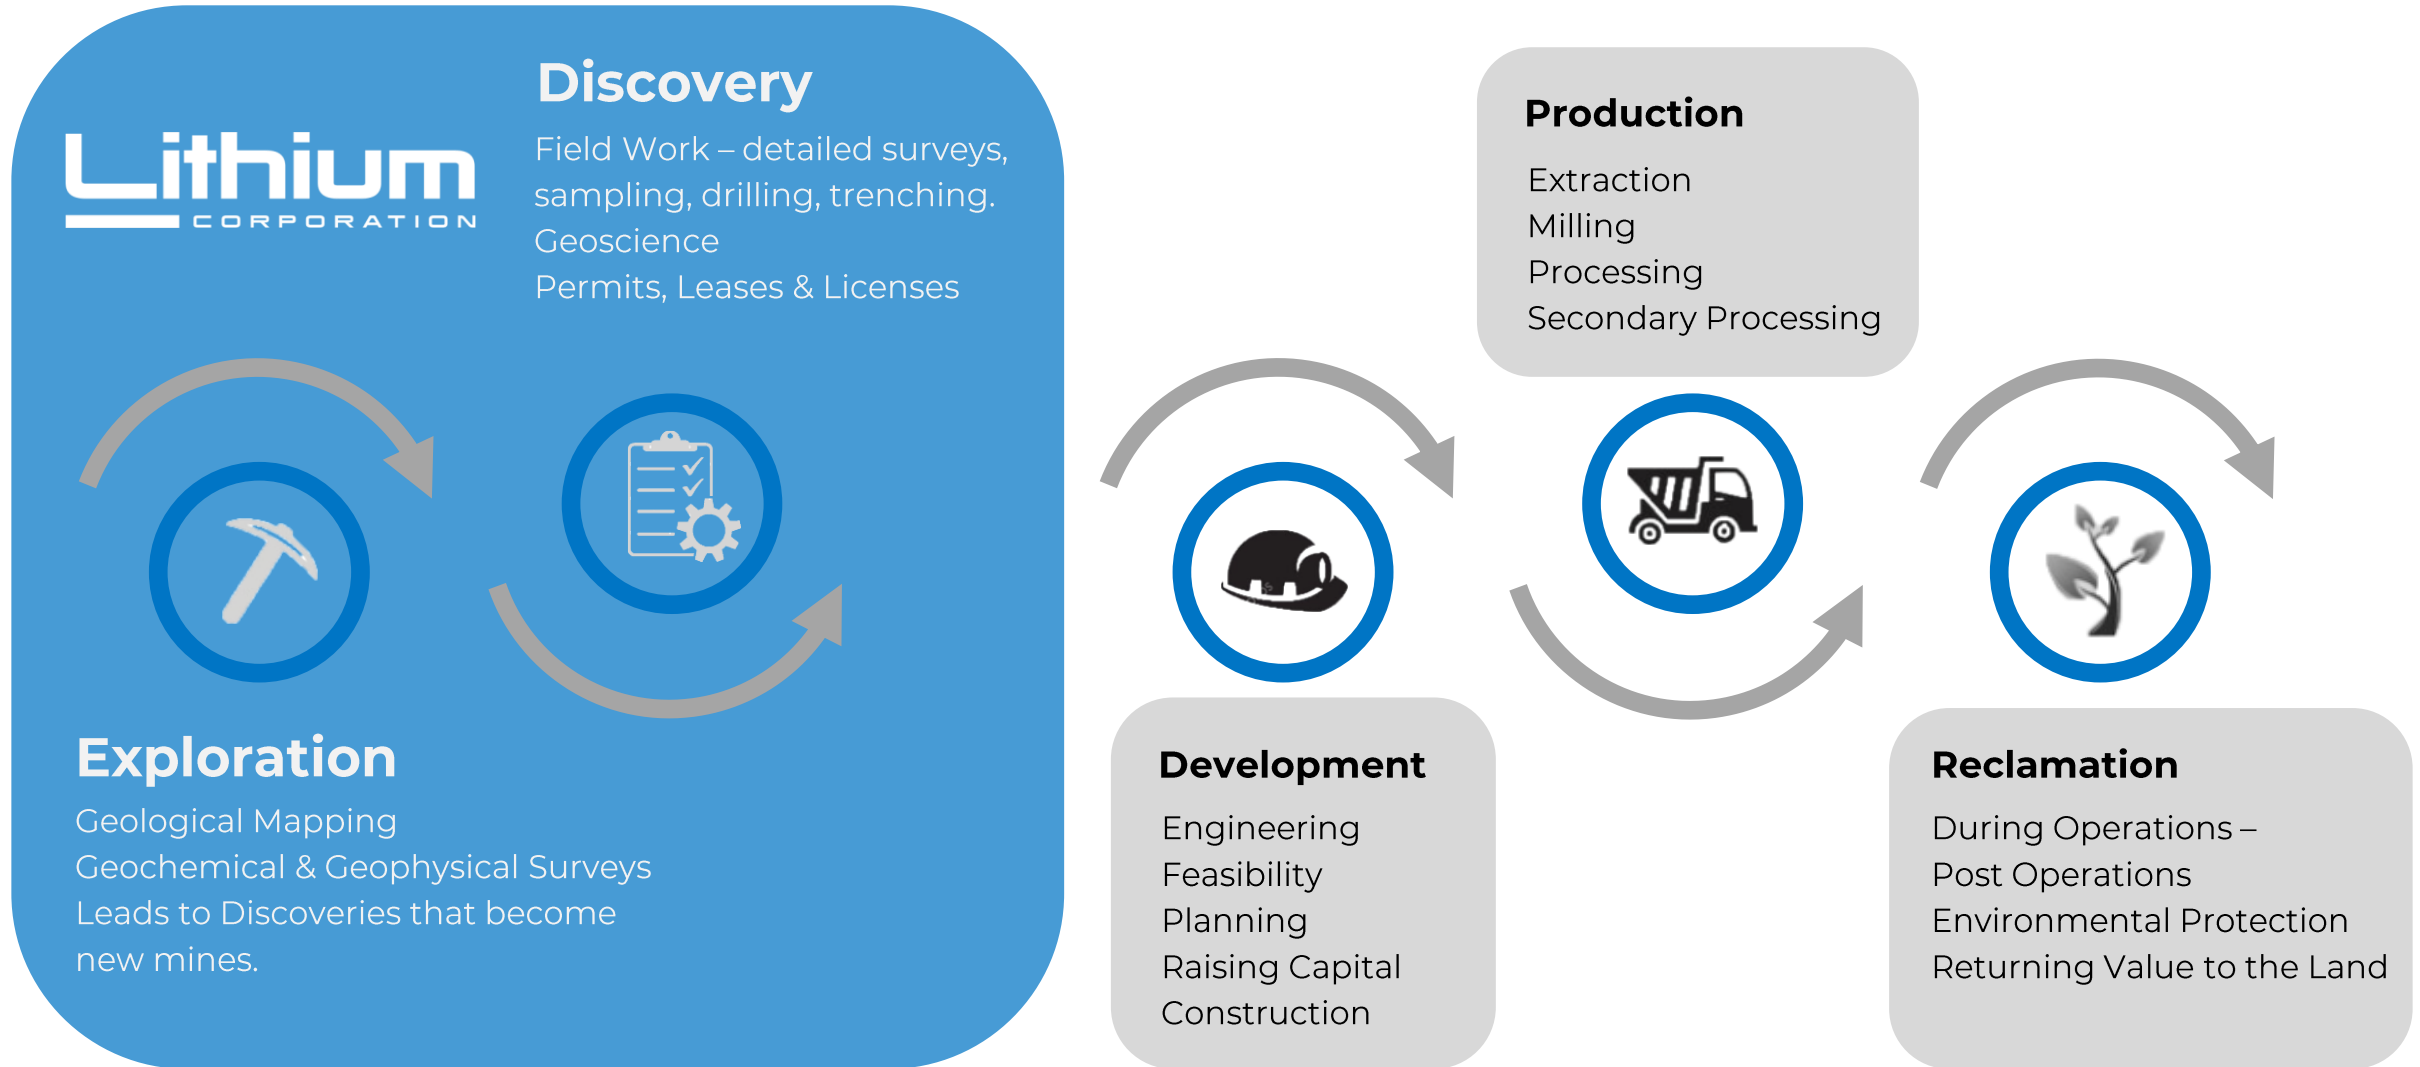 Lithium
CORPORATION
Discovery
Field Work – detailed surveys,
sampling, drilling, trenching.
Geoscience
Permits, Leases & Licenses
Exploration
Geological Mapping
Geochemical & Geophysical Surveys
Leads to Discoveries that become
new mines.
Development
Engineering
Feasibility
Planning
Raising Capital
Construction
Production
Extraction
Milling
Processing
Secondary Processing
Reclamation
During Operations –
Post Operations
Environmental Protection
Returning Value to the Land